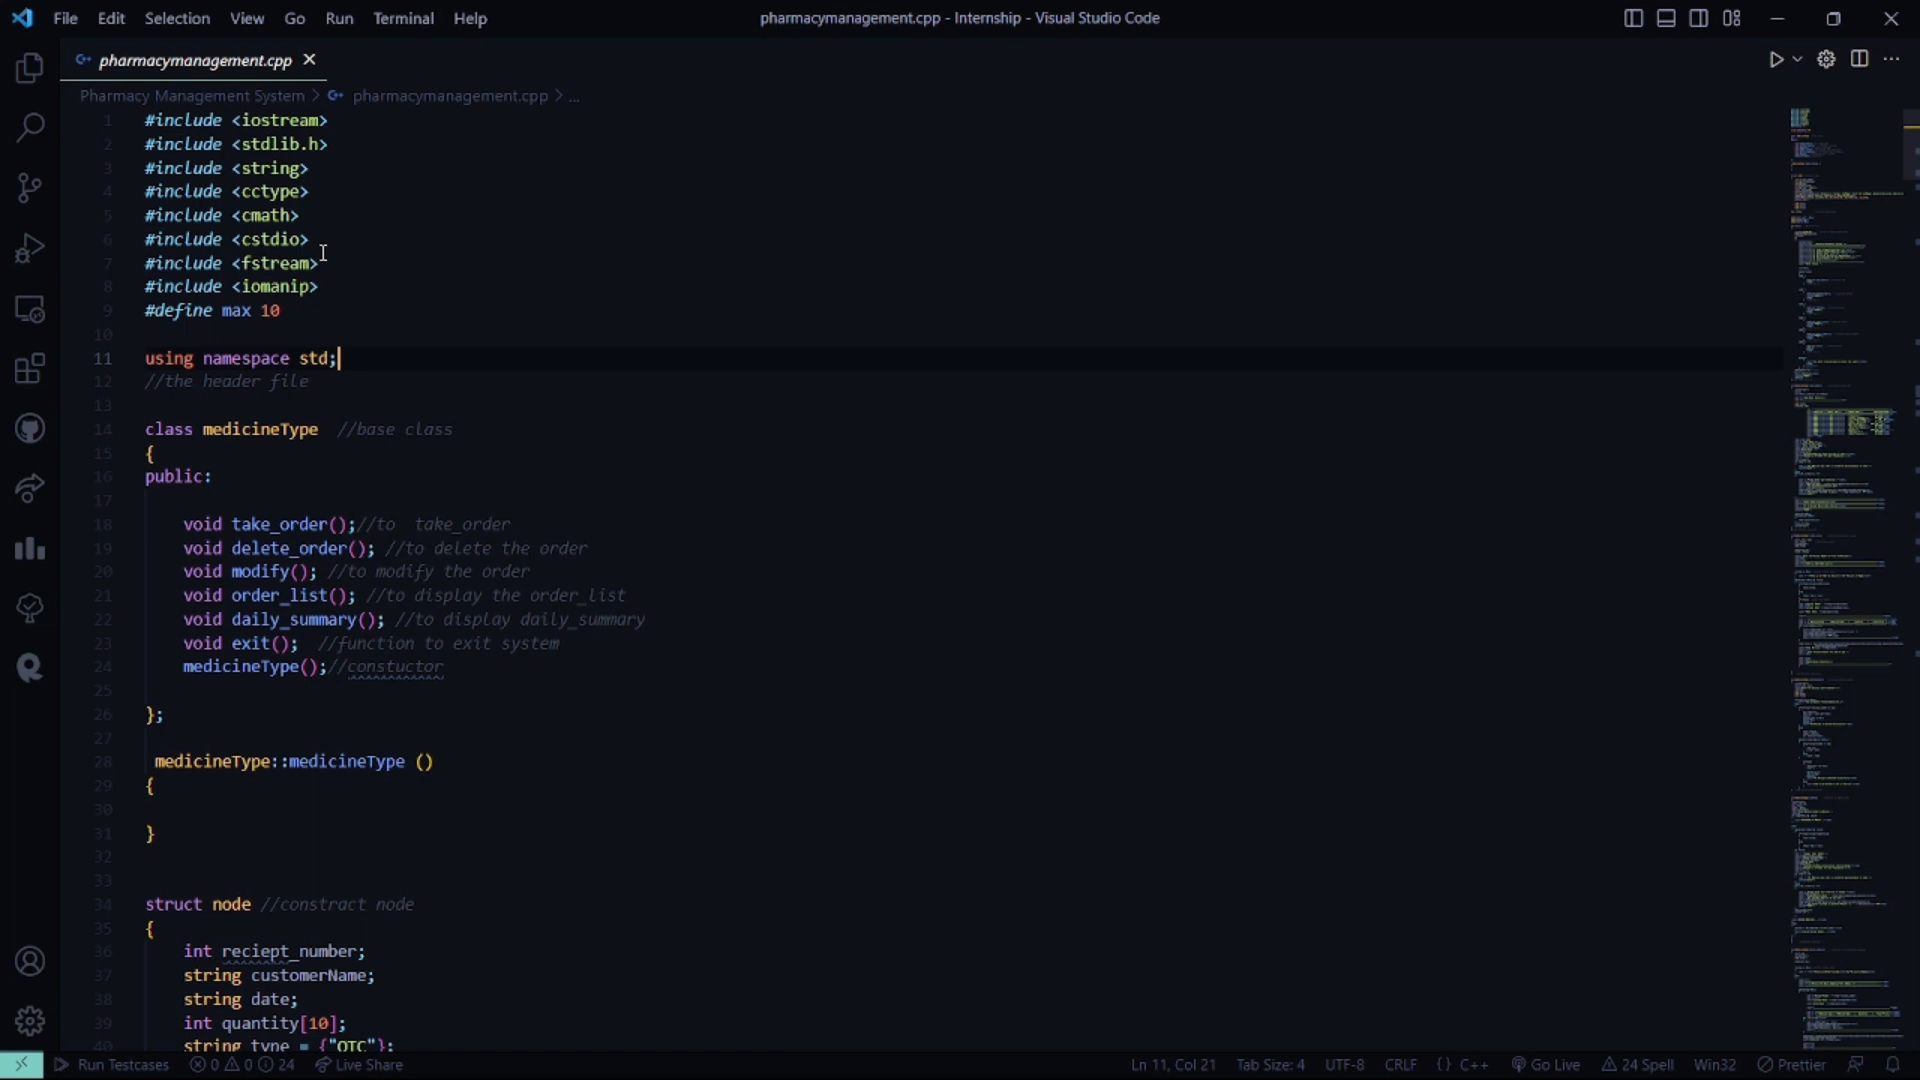 File Edit Selection View Go Run Terminal Help
pharmacymanagement.cpp - Internship - Visual Studio Code
pharmacymanagement.cpp
Pharmacy Management System > pharmacymanagement.cpp > ...
1 #include <iostream>
2 #include <stdlib.h>
3 #include <string>
4 #include <cctype>
5 #include <cmath>
6 #include <cstdio>
7 #include <fstream>
8 #include <iomanip>
9 #define max 10
10
11 using namespace std;
12 //the header file
13
14 class medicineType //base class
15 {
16 public:
17
18 void take_order();//to take_order
19 void delete_order(); //to delete the order
20 void modify(); //to modify the order
21 void order_list(); //to display the order_list
22 void daily_summary(); //to display daily_summary
23 void exit(); //function to exit system
24 medicineType();//constuctor
25
26 };
27
28 medicineType::medicineType ()
29 {
30
31 }
32
33
34 struct node //constract node
35 {
36 int reciept_number;
37 string customerName;
38 string date;
39 int quantity[10];
40 string type = {"OTC"};
Run Testcases 0 0 24 Live Share Ln 11, Col 21 Tab Size: 4 UTF-8 CRLF {} C++ Go Live 24 Spell Win32 Prettier